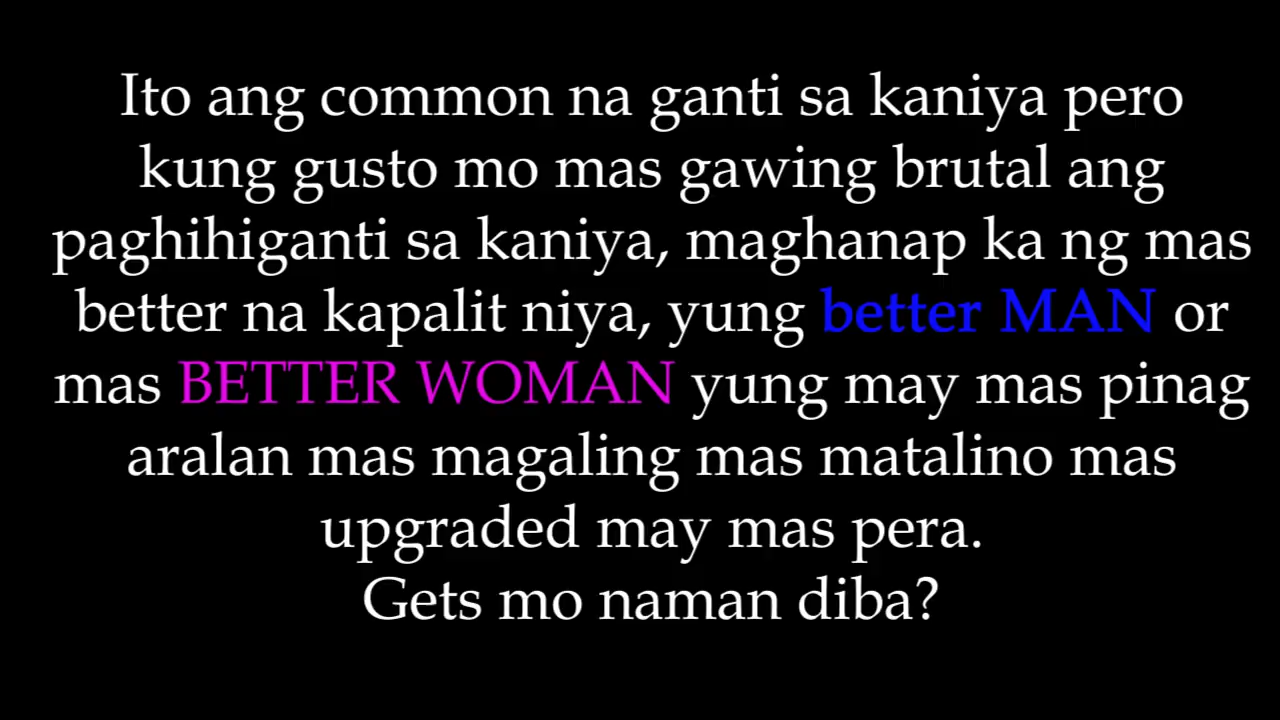 Ito ang common na ganti sa kaniya pero
kung gusto mo mas gawing brutal ang
paghihiganti sa kaniya, maghanap ka ng mas
better na kapalit niya, yung better MAN or
mas BETTER WOMAN yung may mas pinag
aralan mas magaling mas matalino mas
upgraded may mas pera.
Gets mo naman diba?